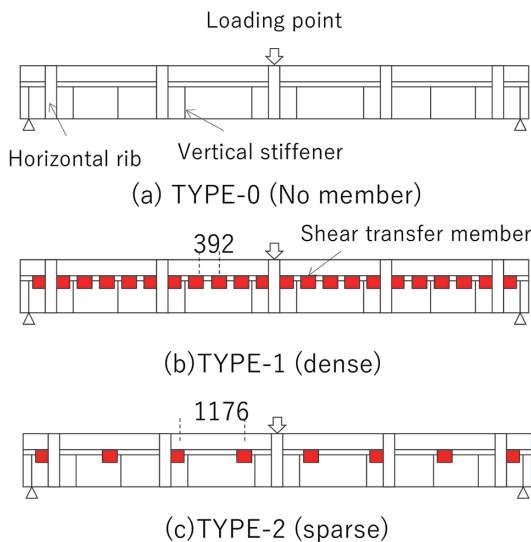 Loading point
Horizontal rib
Vertical stiffener
(a) TYPE-0 (No member)
392
Shear transfer member
(b)TYPE-1 (dense)
1176
(c)TYPE-2 (sparse)